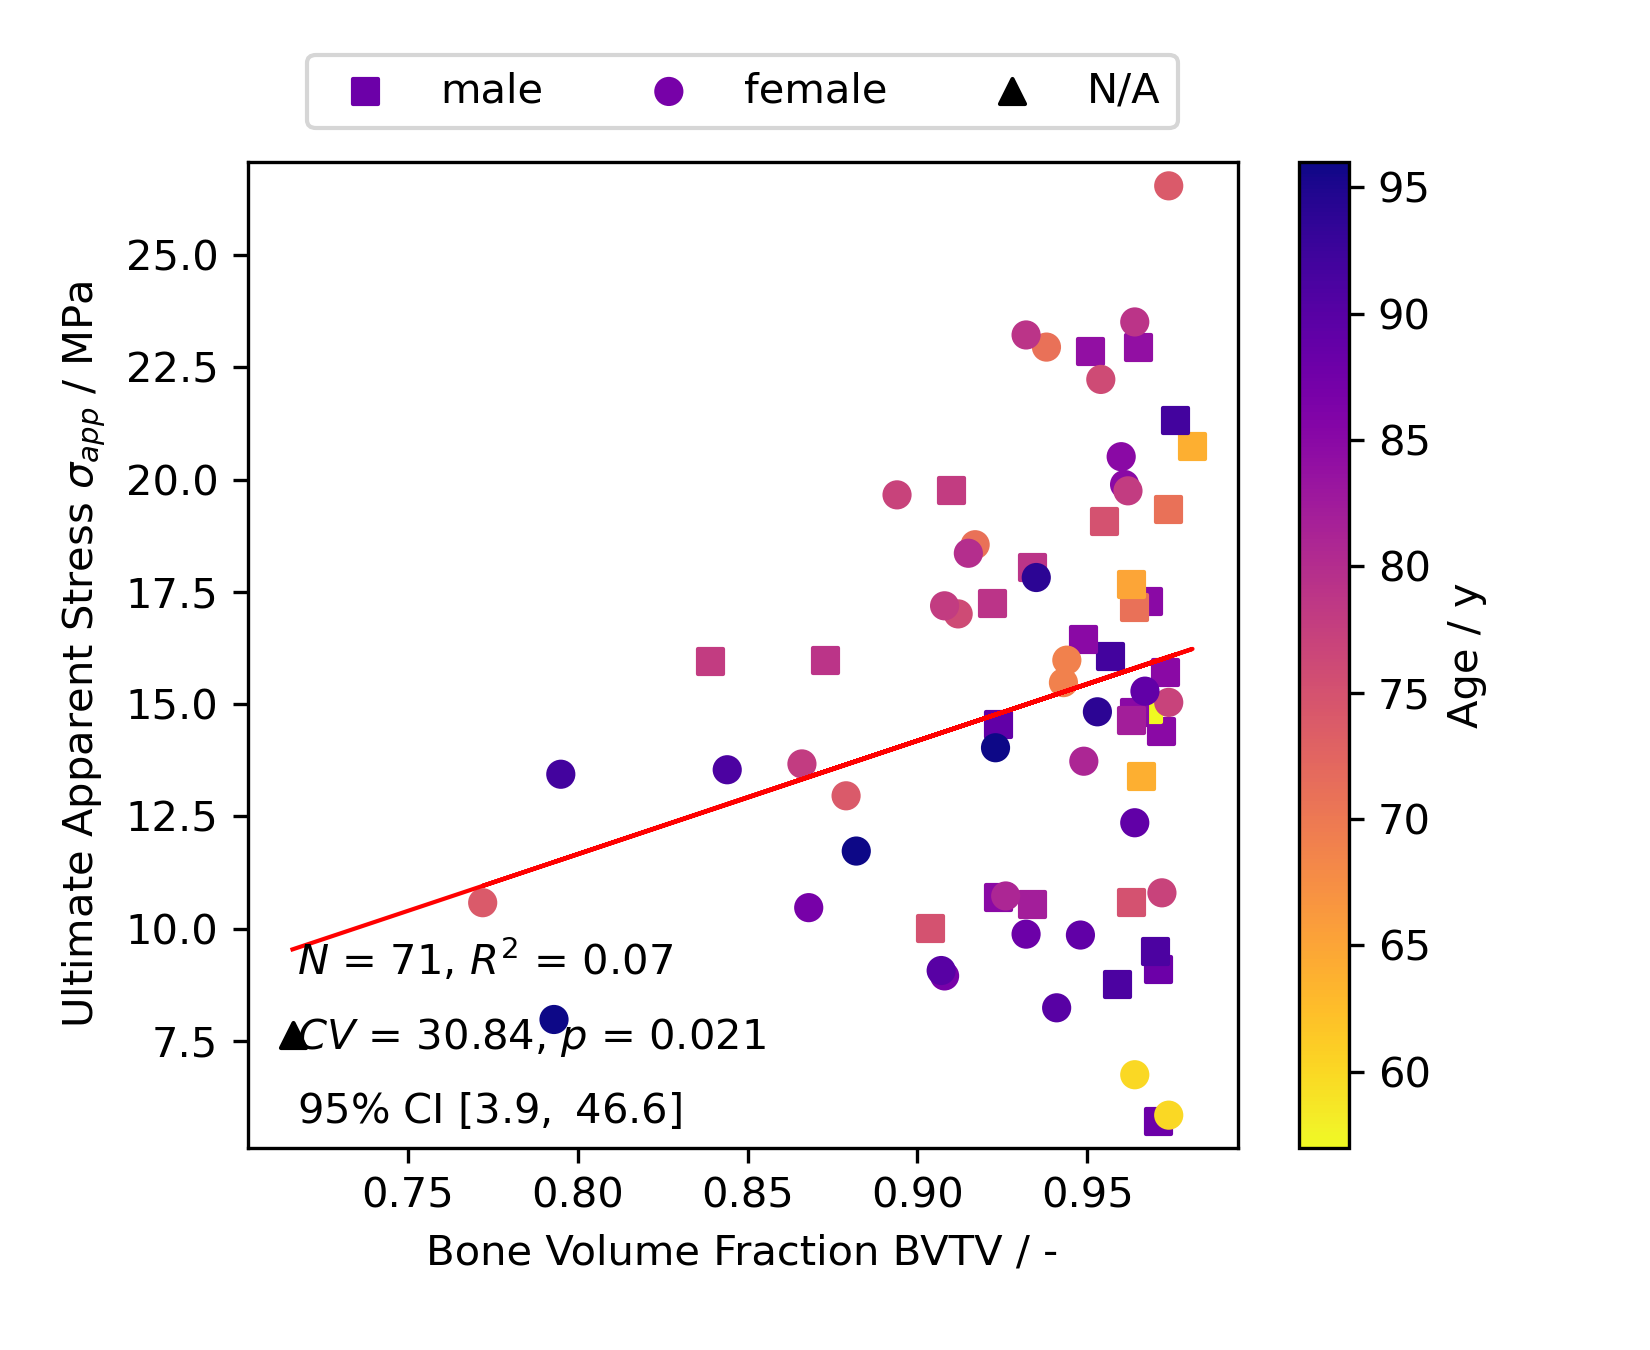 male female N/A
Ultimate Apparent Stress σ_app / MPa
25.0
22.5
20.0
17.5
15.0
12.5
10.0
7.5
N = 71, R² = 0.07
CV = 30.84, p = 0.021
95% CI [3.9, 46.6]
0.75 0.80 0.85 0.90 0.95
Bone Volume Fraction BVTV / -
95
90
85
80
75
70
65
60
Age / y